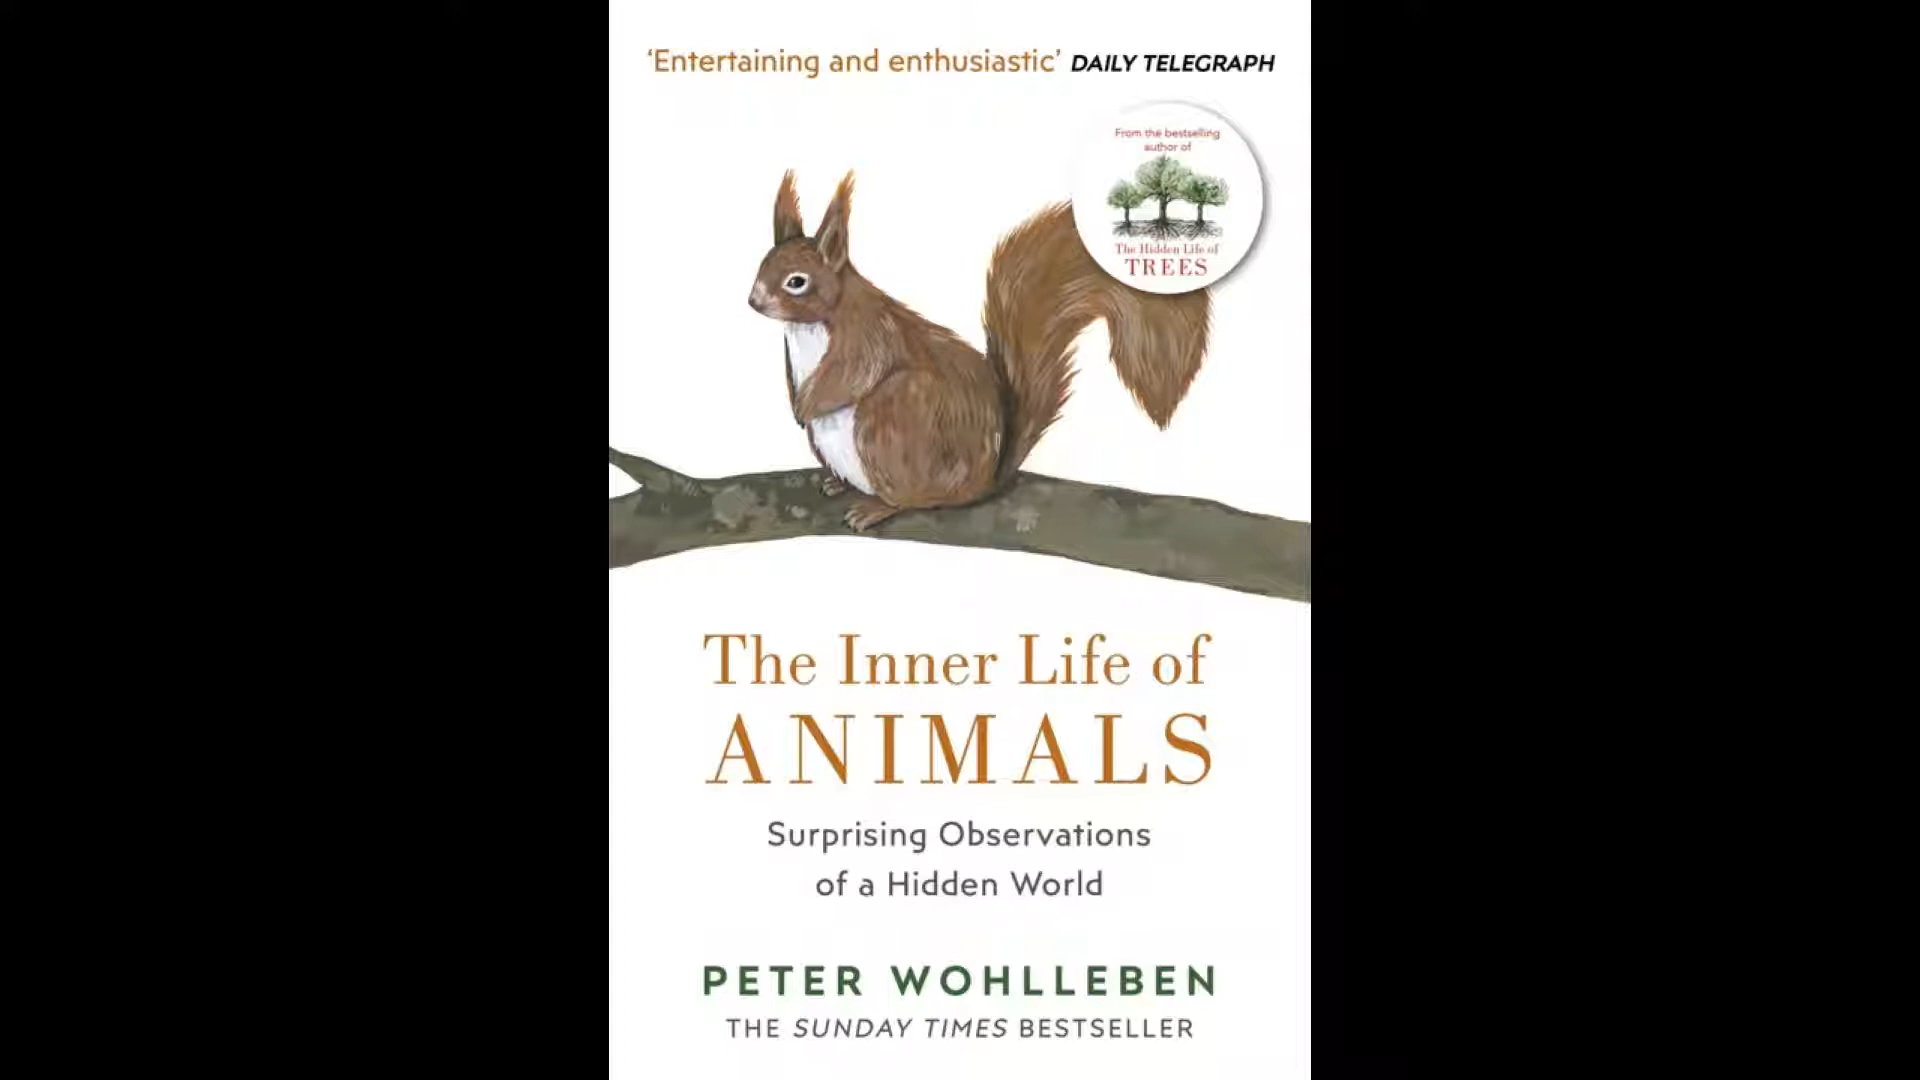 ‘Entertaining and enthusiastic’ DAILY TELEGRAPH
From the bestselling
author of
The Hidden Life of
TREES
The Inner Life of
ANIMALS
Surprising Observations
of a Hidden World
PETER WOHLLEBEN
THE SUNDAY TIMES BESTSELLER